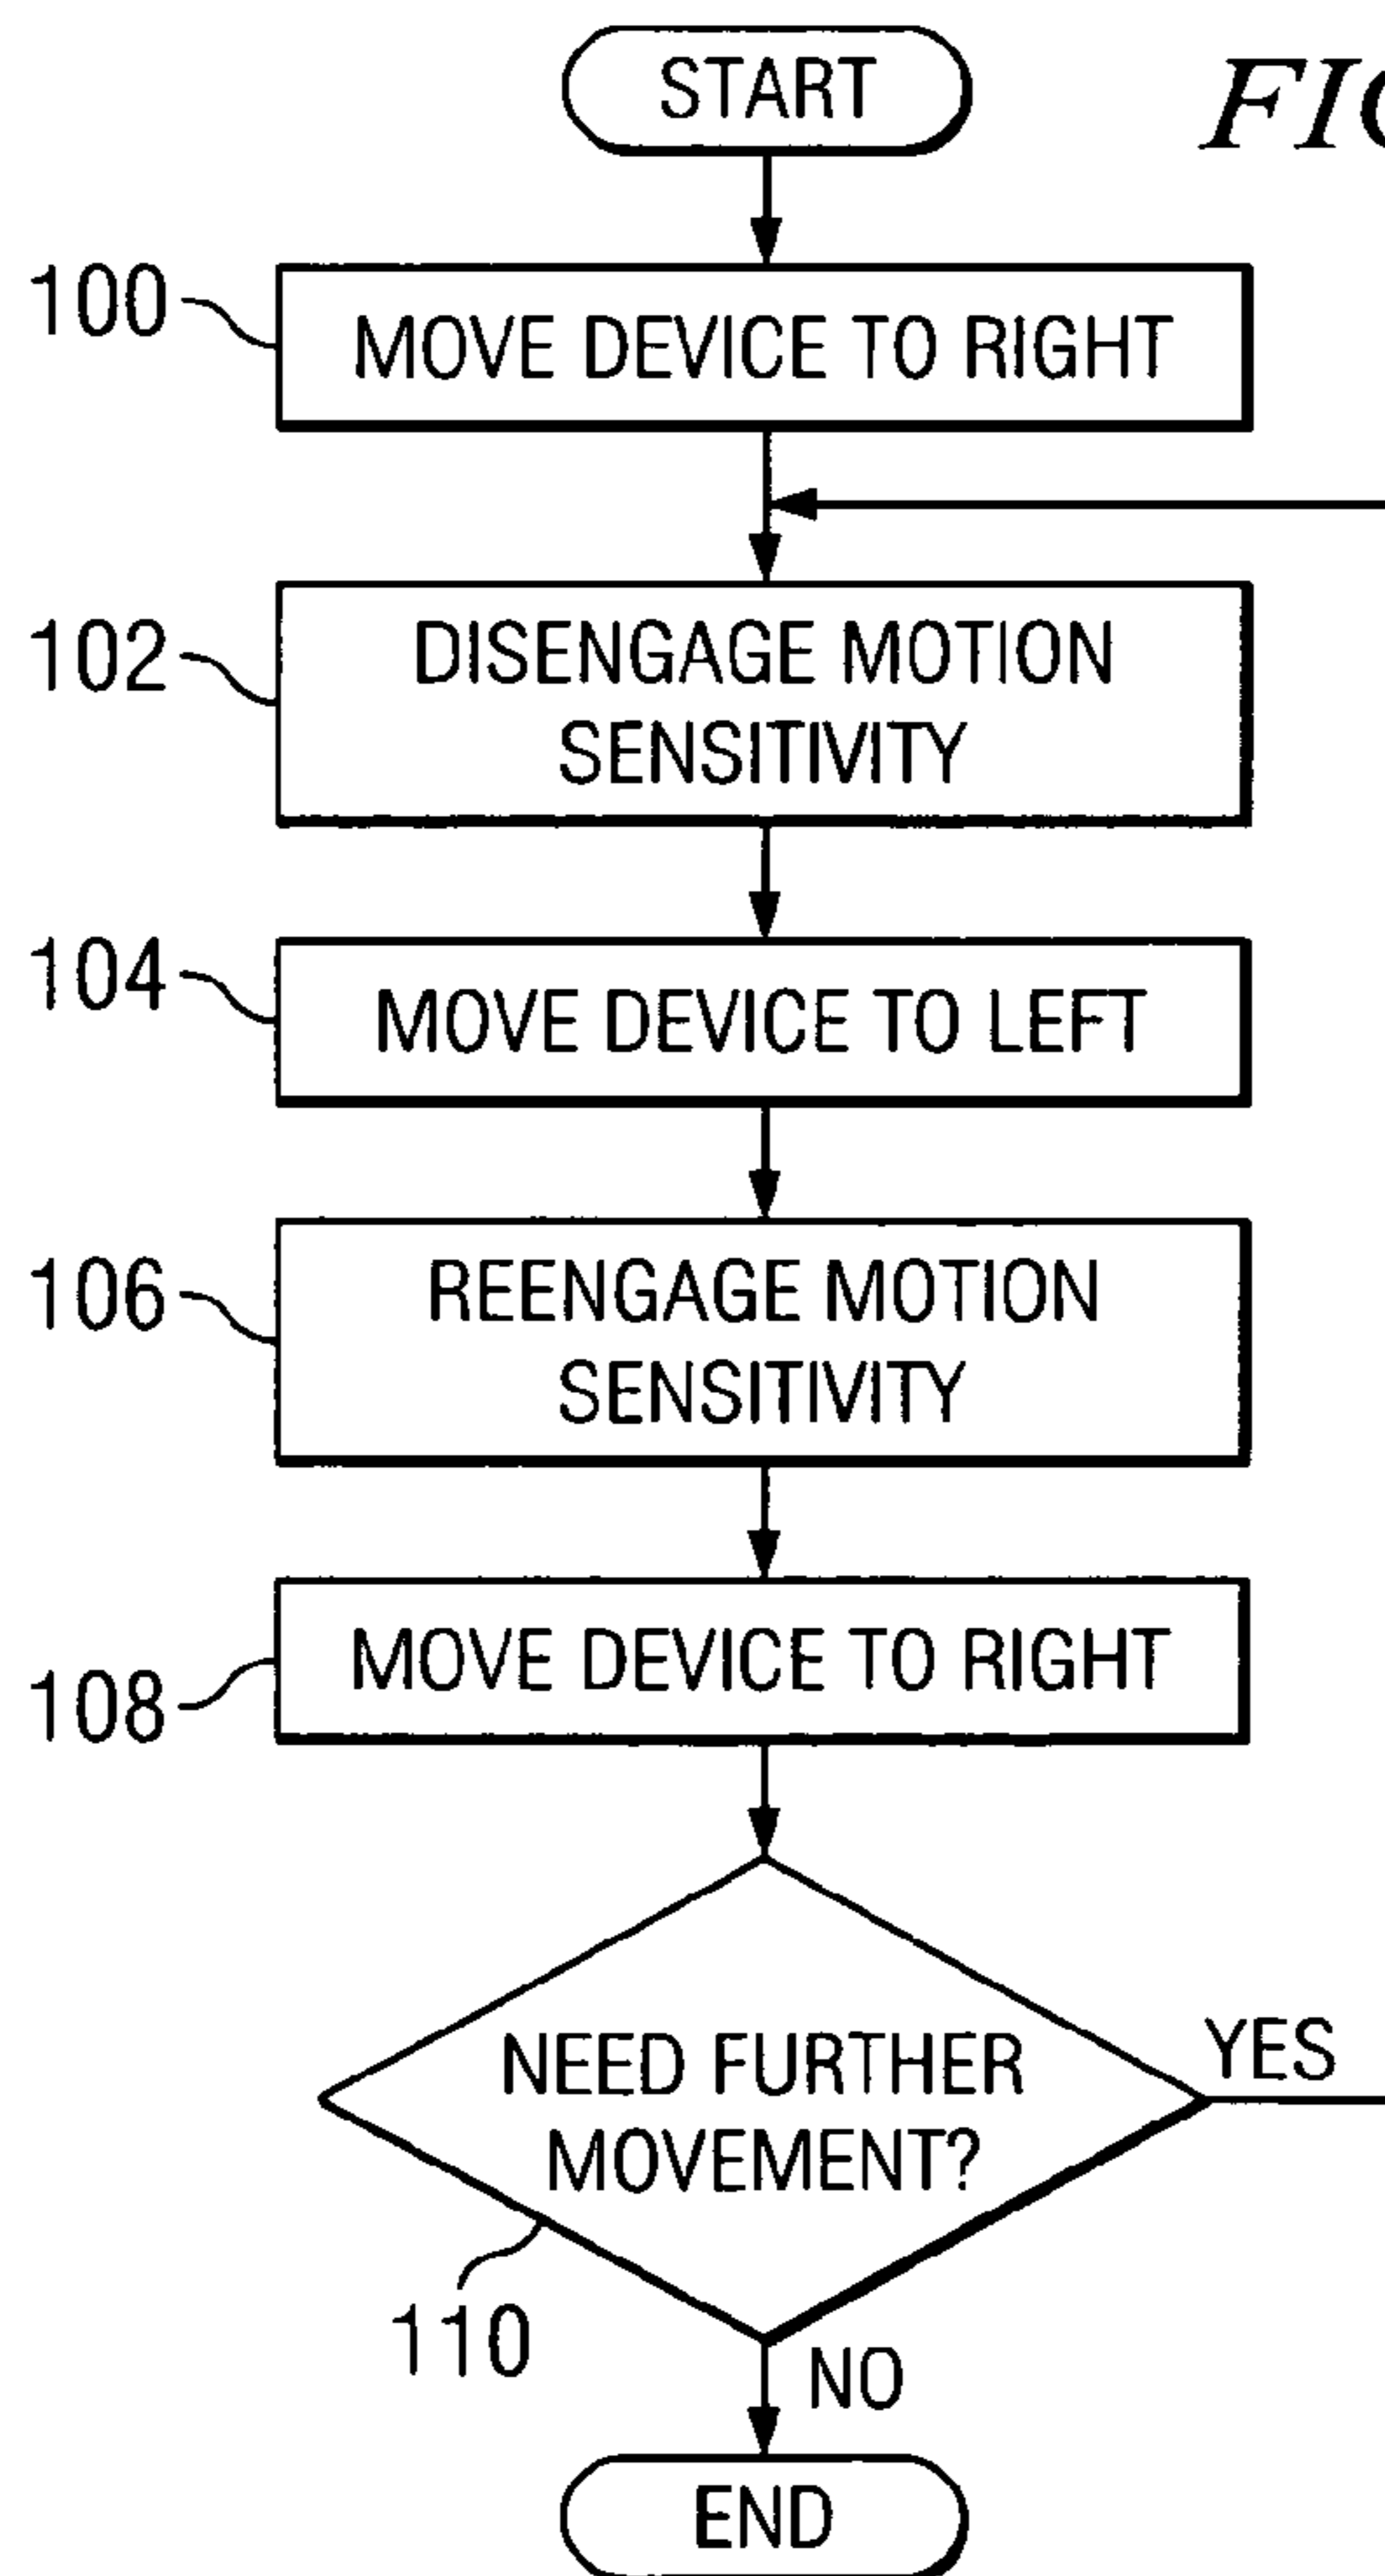 START
FIG
100
MOVE DEVICE TO RIGHT
102
DISENGAGE MOTION
SENSITIVITY
104
MOVE DEVICE TO LEFT
106
REENGAGE MOTION
SENSITIVITY
108
MOVE DEVICE TO RIGHT
NEED FURTHER
MOVEMENT?
YES
110
NO
END